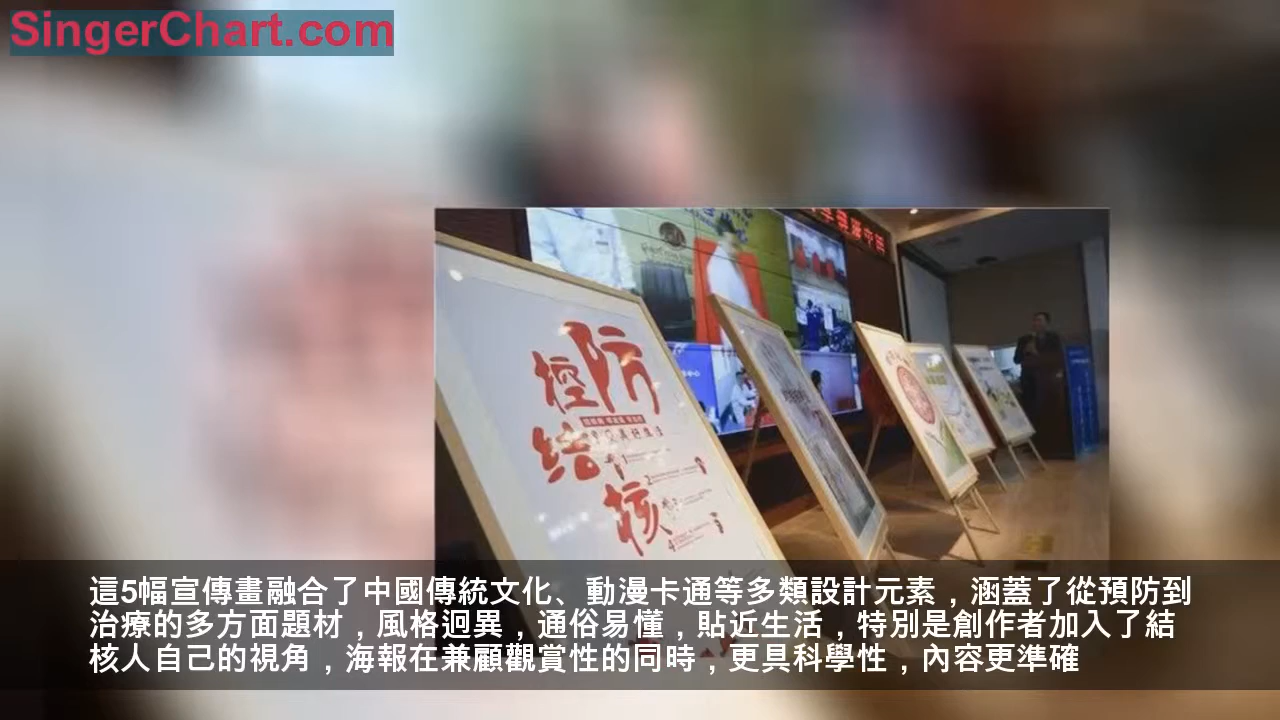 SingerChart.com
防
控
结
核
1
2
4
這5幅宣傳畫融合了中國傳統文化、動漫卡通等多類設計元素，涵蓋了從預防到
治療的多方面題材，風格迥異，通俗易懂，貼近生活，特別是創作者加入了結
核人自己的視角，海報在兼顧觀賞性的同時，更具科學性，內容更準確